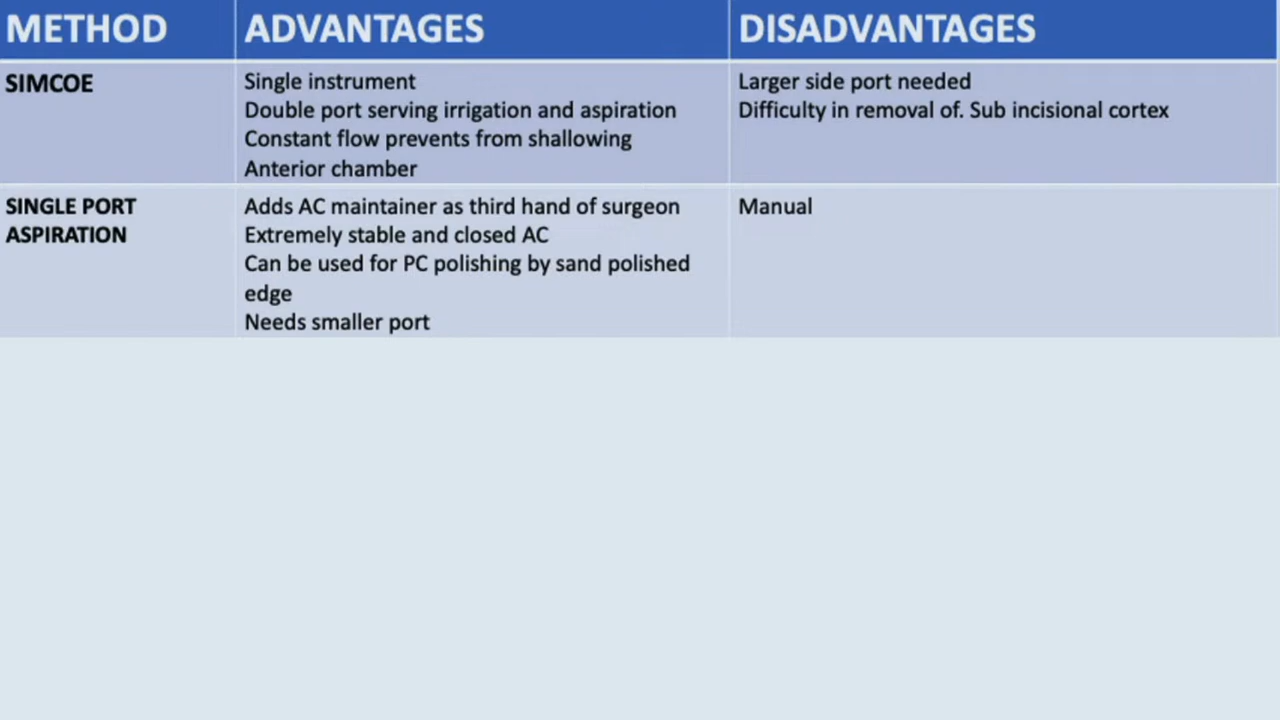 METHOD ADVANTAGES DISADVANTAGES
SIMCOE
Single instrument
Double port serving irrigation and aspiration
Constant flow prevents from shallowing
Anterior chamber
Larger side port needed
Difficulty in removal of. Sub incisional cortex
SINGLE PORT
ASPIRATION
Adds AC maintainer as third hand of surgeon
Extremely stable and closed AC
Can be used for PC polishing by sand polished
edge
Needs smaller port
Manual